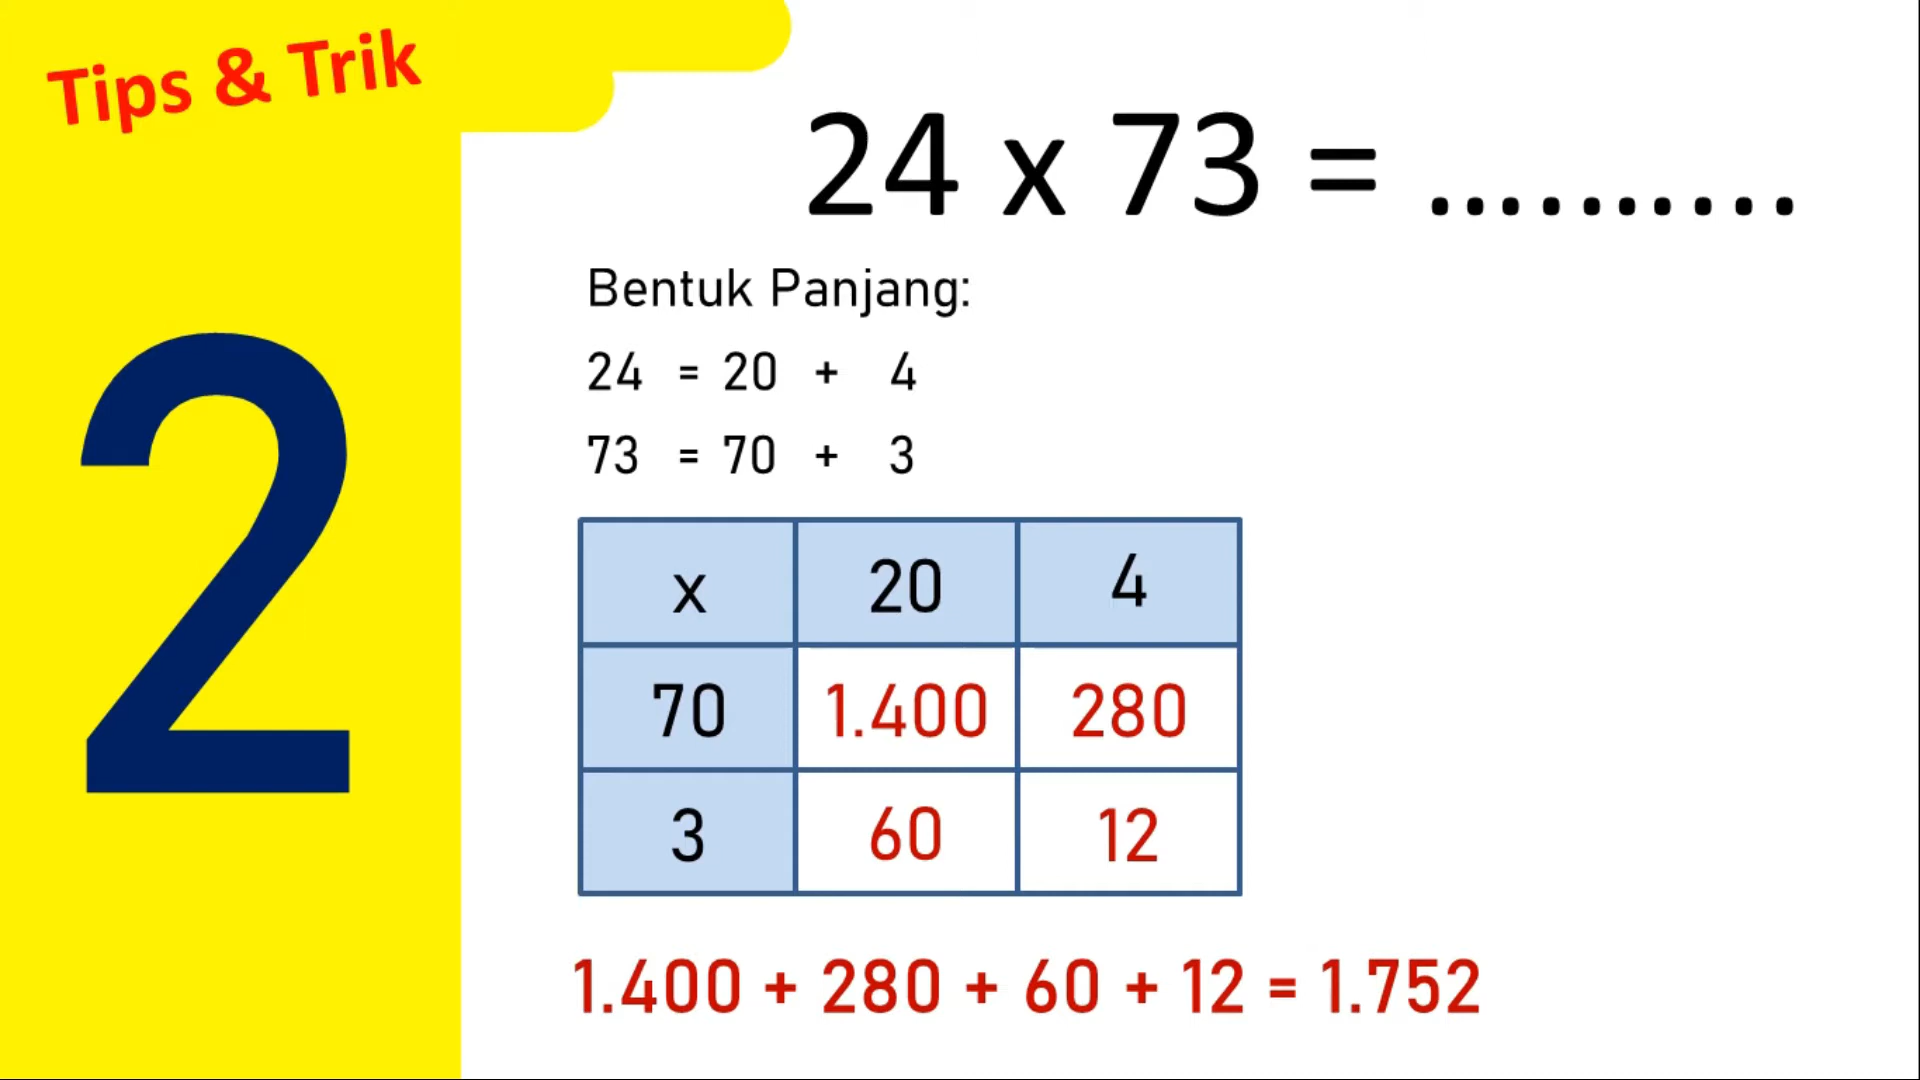 Tips & Trik
2
24 x 73 = ..........
Bentuk Panjang:
24 = 20 + 4
73 = 70 + 3
x 20 4
70 1.400 280
3 60 12
1.400 + 280 + 60 + 12 = 1.752